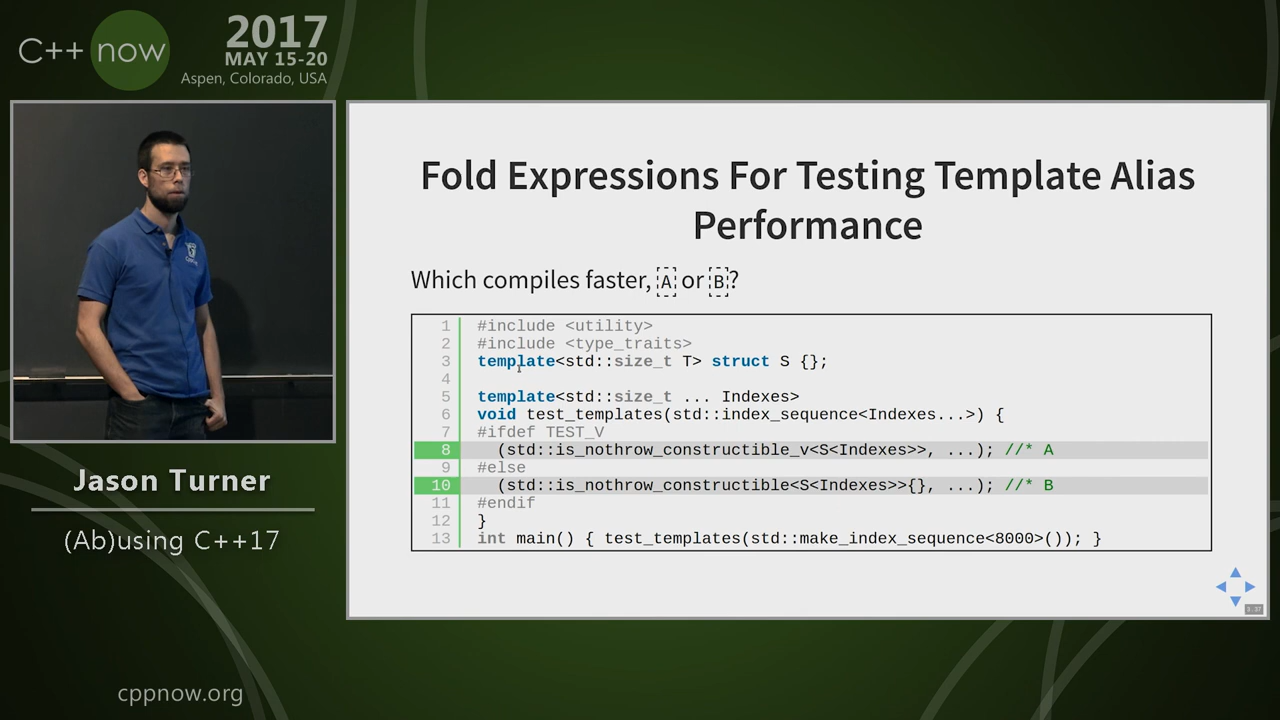 C++ now
2017
MAY 15-20
Aspen, Colorado, USA
Fold Expressions For Testing Template Alias
Performance
Which compiles faster, A or B?
1 #include <utility>
2 #include <type_traits>
3 template<std::size_t T> struct S {};
4
5 template<std::size_t ... Indexes>
6 void test_templates(std::index_sequence<Indexes...>) {
7 #ifdef TEST_V
8 (std::is_nothrow_constructible_v<S<Indexes>>, ...); //* A
9 #else
10 (std::is_nothrow_constructible<S<Indexes>>{}, ...); //* B
11 #endif
12 }
13 int main() { test_templates(std::make_index_sequence<8000>()); }
3.37
Jason Turner
(Ab)using C++17
cppnow.org